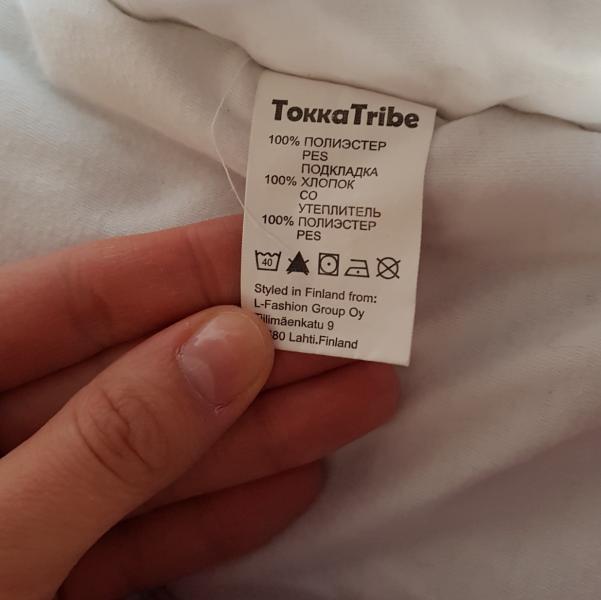 TokkaTribe
100% ПОЛИЭСТЕР
PES
ПОДКЛАДКА
100% ХЛОПОК
CO
УТЕПЛИТЕЛЬ
100% ПОЛИЭСТЕР
PES
40
Styled in Finland from:
L-Fashion Group Oy
9
Lahti.Finland